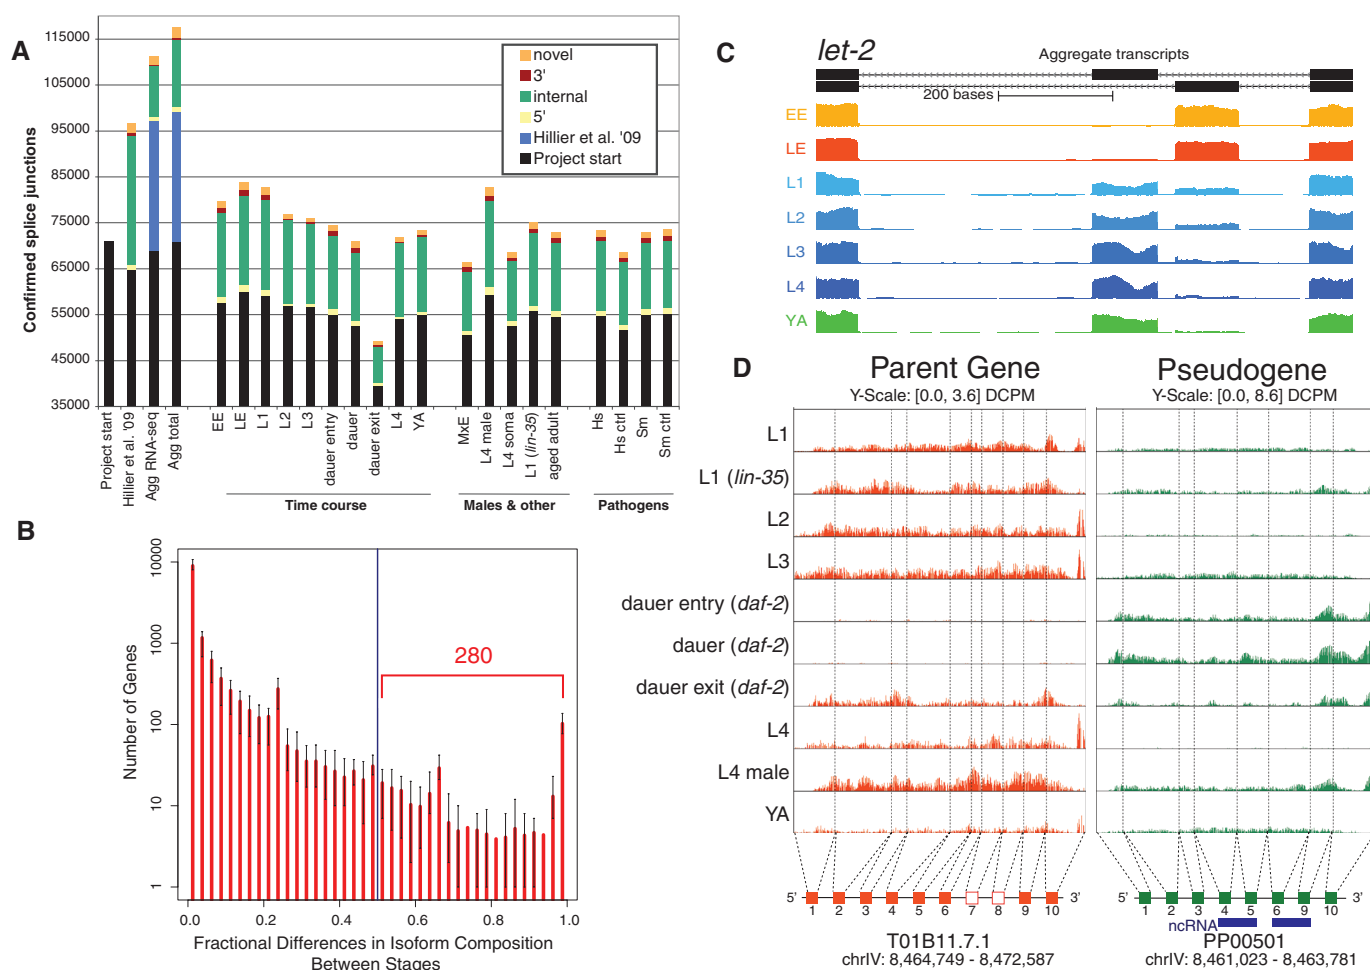 A
Confirmed splice junctions
115000
105000
95000
85000
75000
65000
55000
45000
35000
novel
3'
internal
5'
Hillier et al. '09
Project start
Project start
Hillier et al. '09
Agg RNA-seq
Agg total
EE
LE
L1
L2
L3
dauer entry
dauer
dauer exit
L4
YA
MxE
L4 male
L4 soma
L1 (lin-35)
aged adult
Hs
Hs ctrl
Sm
Sm ctrl
Time course
Males & other
Pathogens
B
Number of Genes
10000
1000
100
10
1
280
0.0
0.2
0.4
0.6
0.8
1.0
Fractional Differences in Isoform Composition
Between Stages
C
let-2
Aggregate transcripts
200 bases
EE
LE
L1
L2
L3
L4
YA
D
Parent Gene
Y-Scale: [0.0, 3.6] DCPM
Pseudogene
Y-Scale: [0.0, 8.6] DCPM
L1
L1 (lin-35)
L2
L3
dauer entry (daf-2)
dauer (daf-2)
dauer exit (daf-2)
L4
L4 male
YA
5'
1 2 3 4 5 6 7 8 9 10
3'
T01B11.7.1
chrIV: 8,464,749 - 8,472,587
5'
1 2 3 4 5 6 9 10
3'
ncRNA
PP00501
chrIV: 8,461,023 - 8,463,781